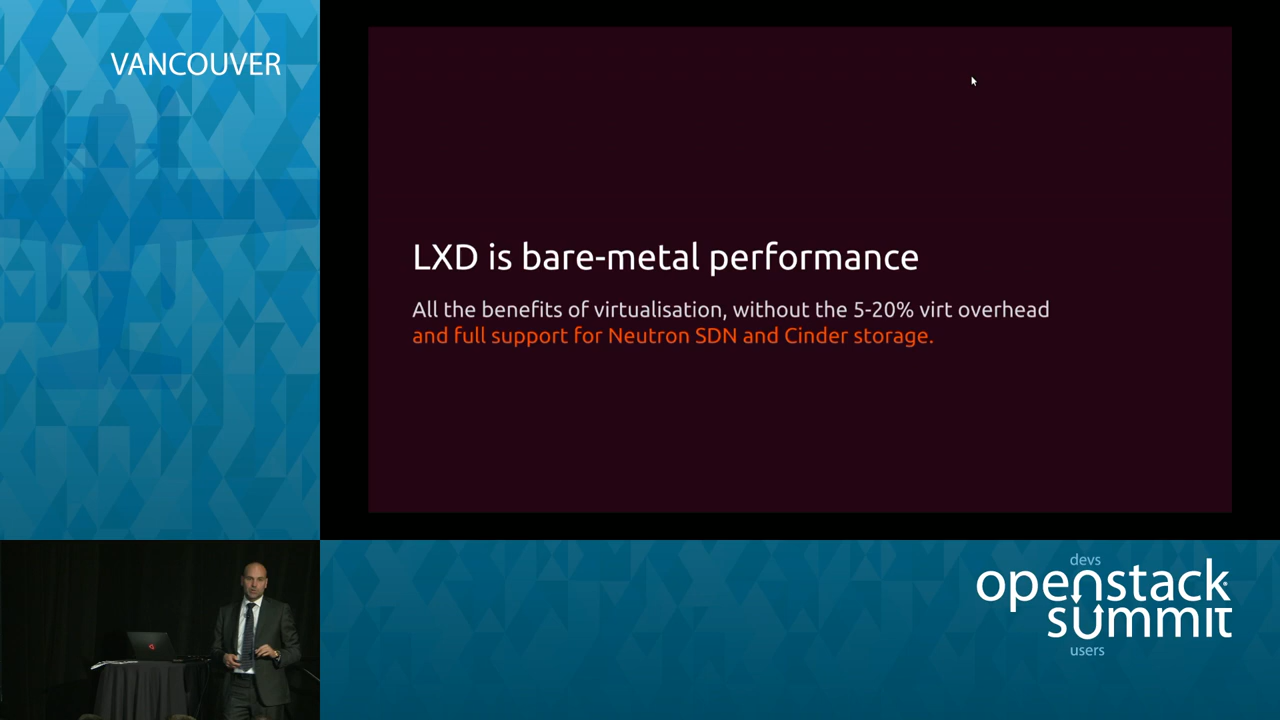 VANCOUVER
LXD is bare-metal performance
All the benefits of virtualisation, without the 5-20% virt overhead
and full support for Neutron SDN and Cinder storage.
devs
openstack
summit
users